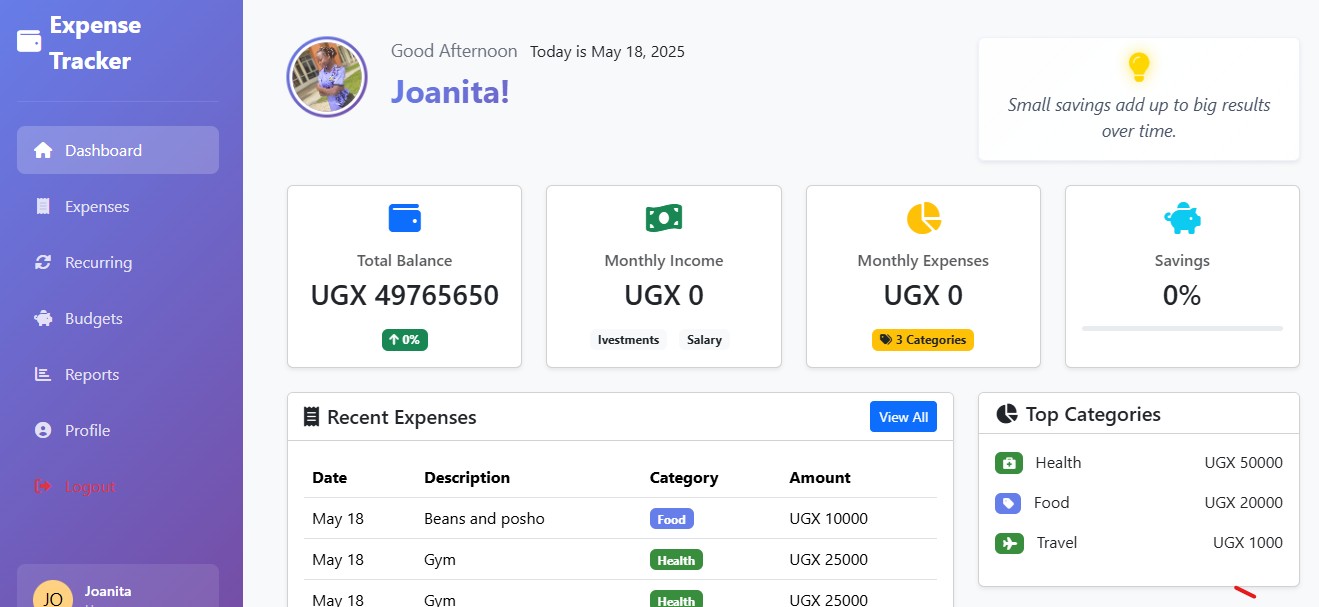 Expense
Tracker
Dashboard
Expenses
Recurring
Budgets
Reports
Profile
Logout
JO Joanita
Good Afternoon Today is May 18, 2025
Joanita!
Small savings add up to big results
over time.
Total Balance
UGX 49765650
0%
Monthly Income
UGX 0
Ivestments Salary
Monthly Expenses
UGX 0
3 Categories
Savings
0%
Recent Expenses View All
Date Description Category Amount
May 18 Beans and posho Food UGX 10000
May 18 Gym Health UGX 25000
May 18 Gym Health UGX 25000
Top Categories
Health UGX 50000
Food UGX 20000
Travel UGX 1000